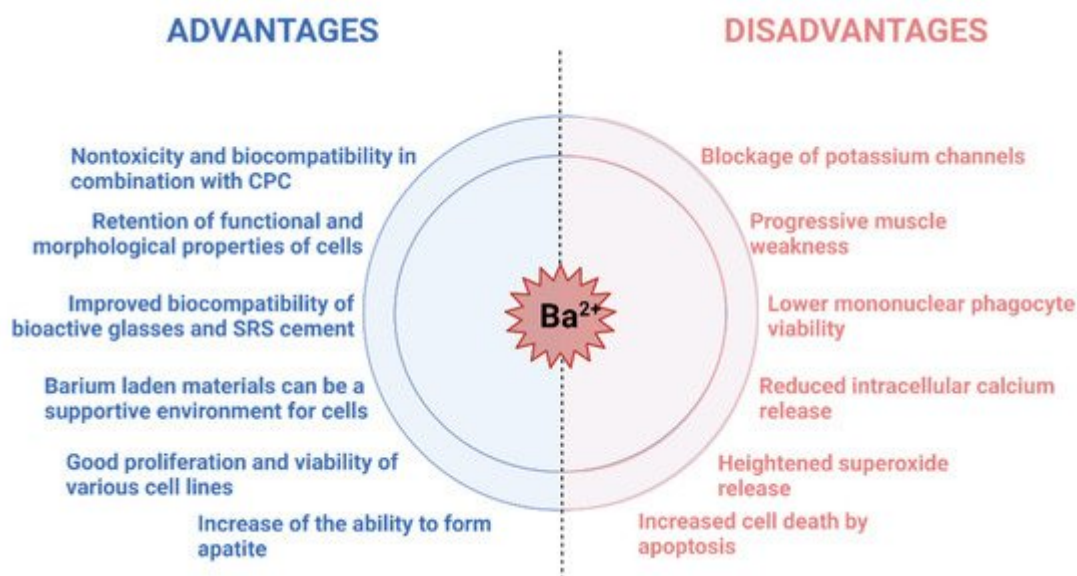 ADVANTAGES
DISADVANTAGES
Nontoxicity and biocompatibility in
combination with CPC
Retention of functional and
morphological properties of cells
Improved biocompatibility of
bioactive glasses and SRS cement
Barium laden materials can be a
supportive environment for cells
Good proliferation and viability of
various cell lines
Increase of the ability to form
apatite
Ba²⁺
Blockage of potassium channels
Progressive muscle
weakness
Lower mononuclear phagocyte
viability
Reduced intracellular calcium
release
Heightened superoxide
release
Increased cell death by
apoptosis